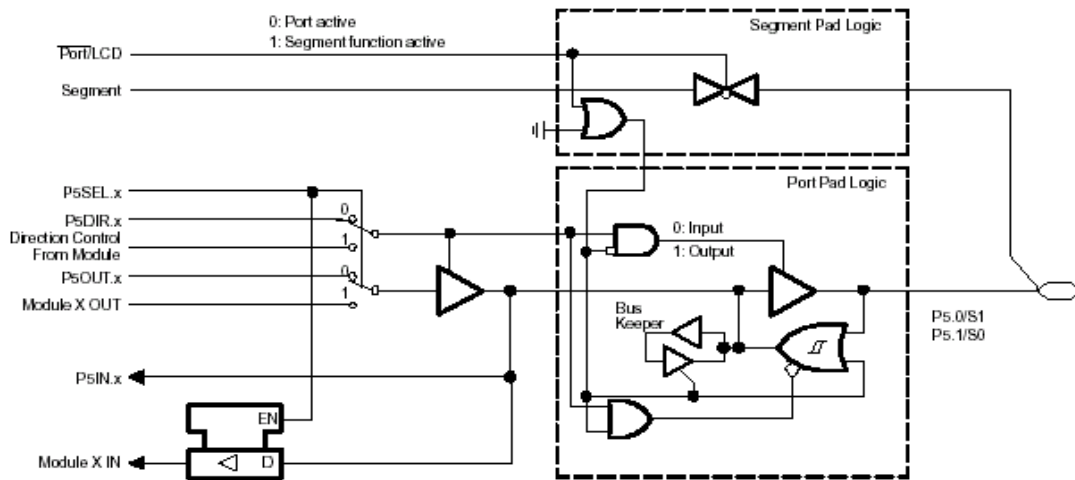 0: Port active
1: Segment function active
Segment Pad Logic
Port/LCD
Segment
Port Pad Logic
P5SEL.x
P5DIR.x
0
Direction Control
From Module
1
0: Input
1: Output
P5OUT.x
0
Module X OUT
1
Bus
Keeper
P5.0/S1
P5.1/S0
P5IN.x
EN
Module X IN
D